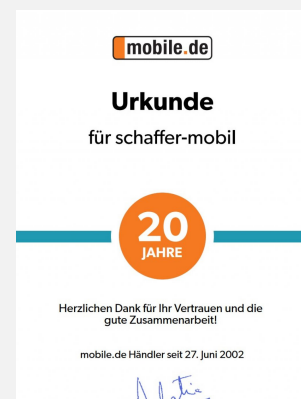 mobile.de
Urkunde
für schaffer-mobil
20
JAHRE
Herzlichen Dank für Ihr Vertrauen und die
gute Zusammenarbeit!
mobile.de Händler seit 27. Juni 2002